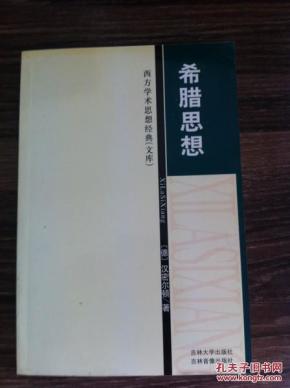 希腊思想
西方学术思想经典(文库)
XiLaSiXiang
(德)汉密尔顿 著
吉林大学出版社
吉林音像出版社
孔夫子旧书网